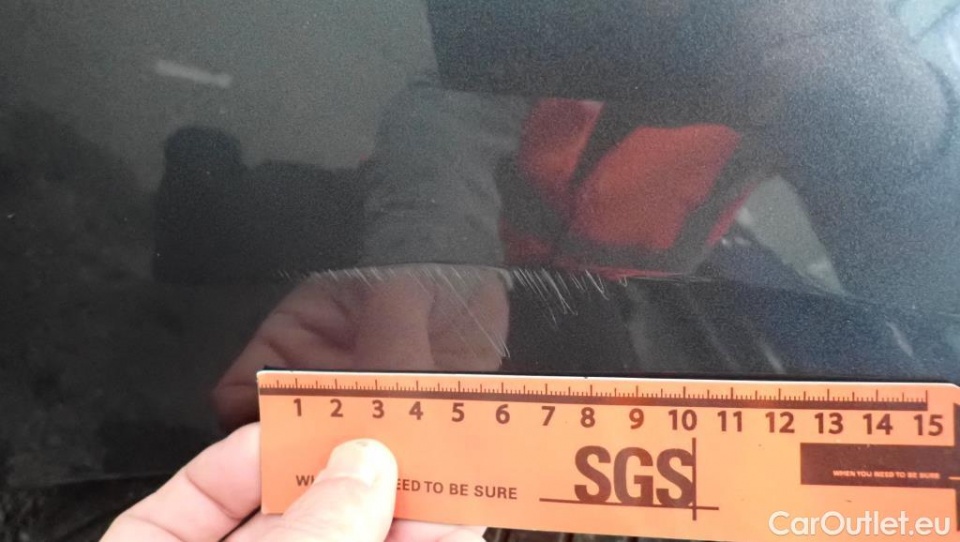 1 2 3 4 5 6 7 8 9 10 11 12 13 14 15
SGS
WHEN YOU NEED TO BE SURE
EED TO BE SURE
CarOutlet.eu